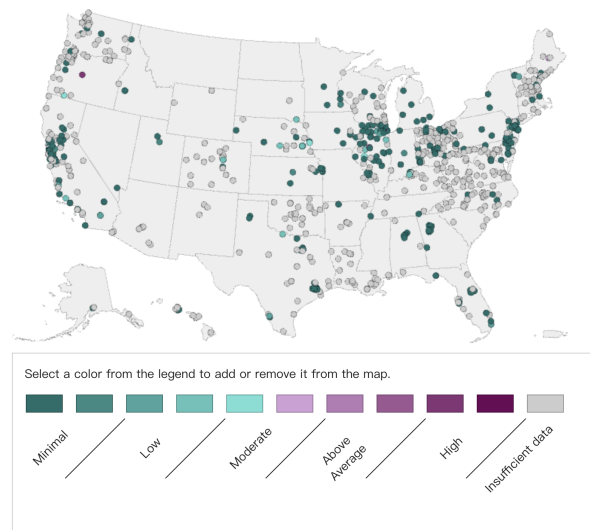 Select a color from the legend to add or remove it from the map.
Minimal
Low
Moderate
Above
Average
High
Insufficient data